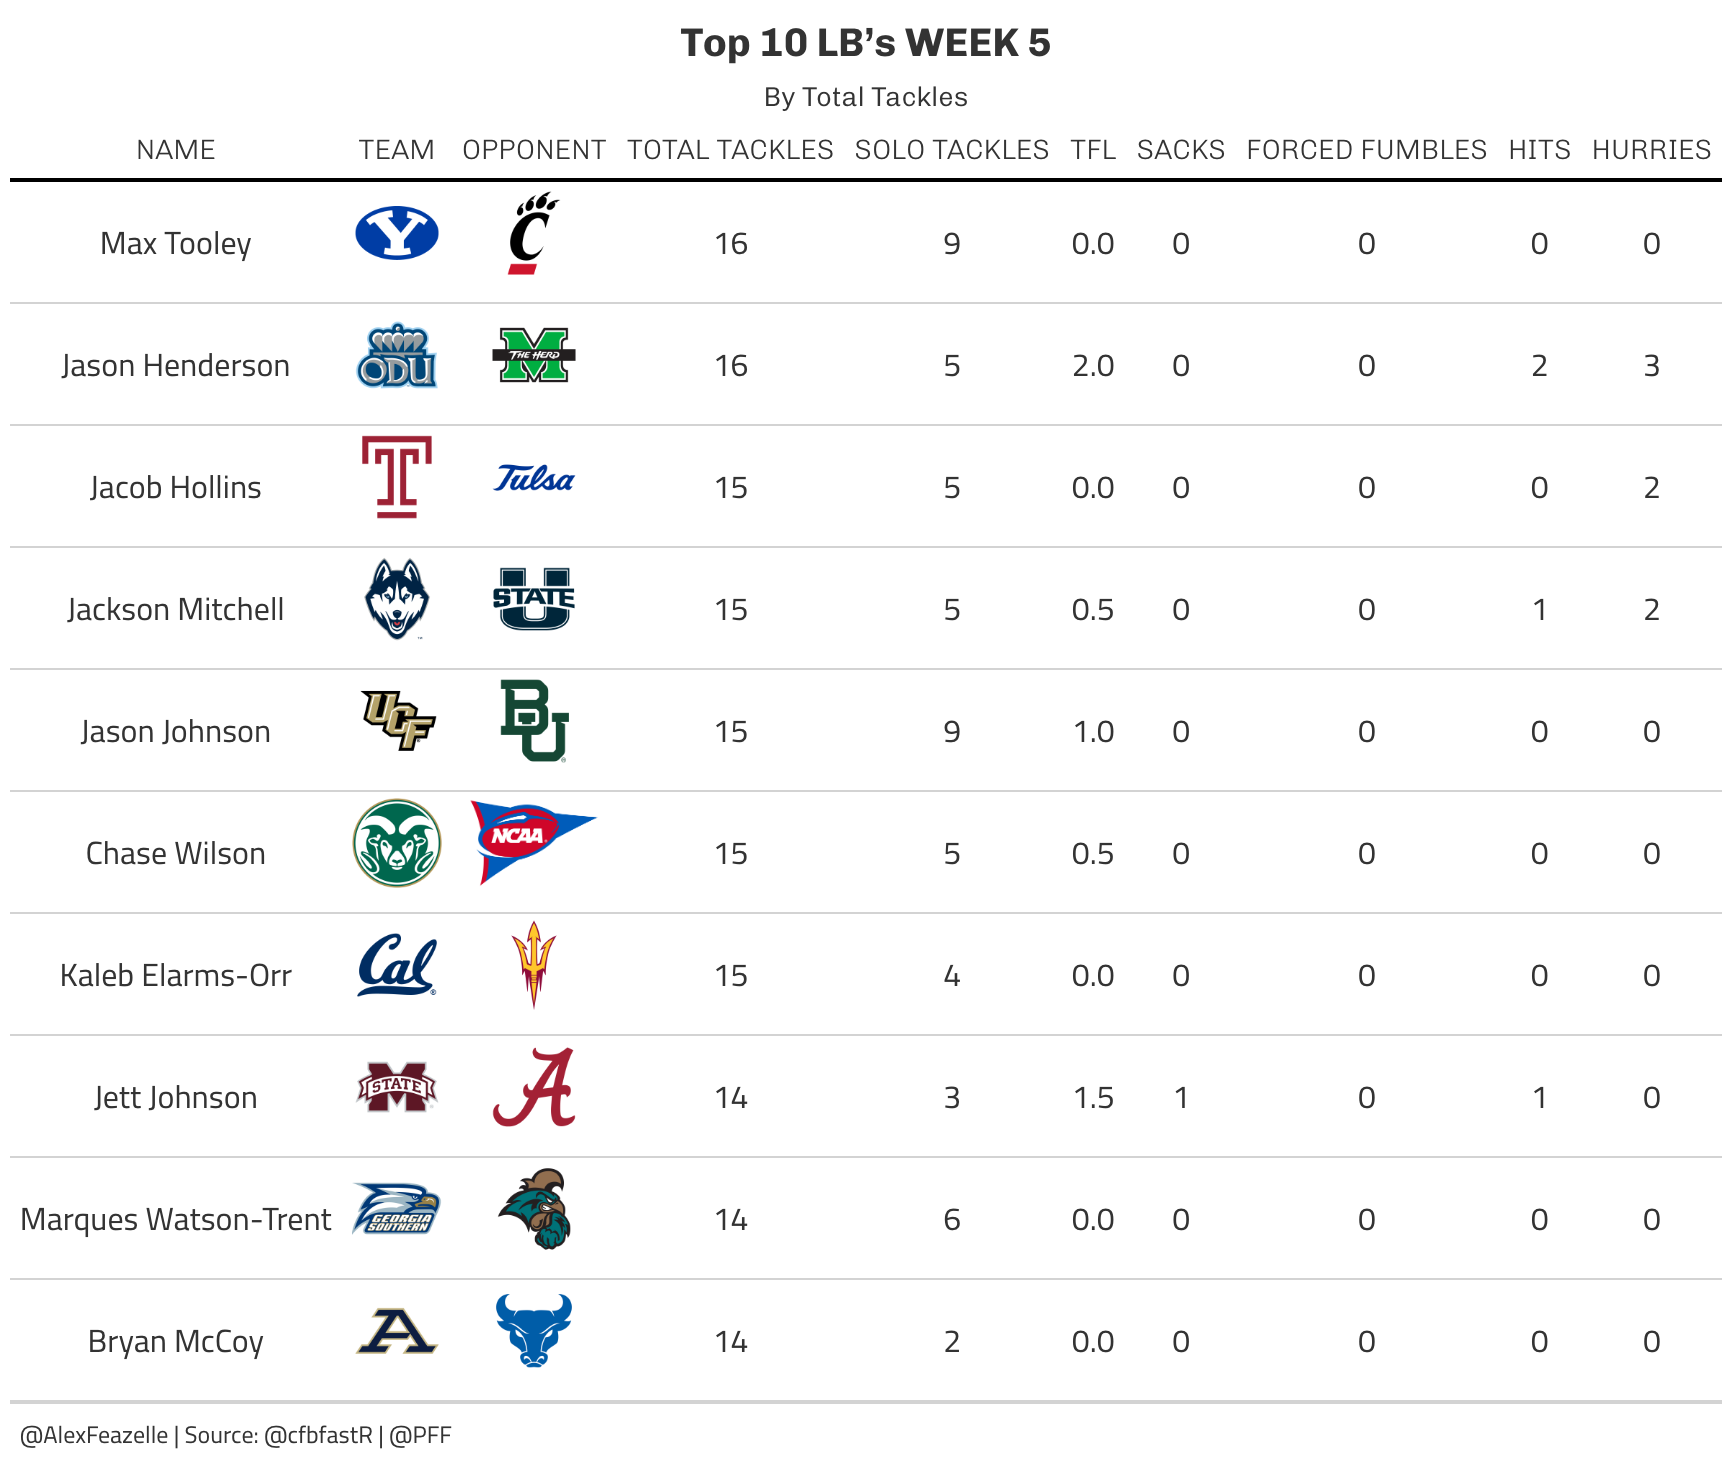 Top 10 LB’s WEEK 5
By Total Tackles
NAME TEAM OPPONENT TOTAL TACKLES SOLO TACKLES TFL SACKS FORCED FUMBLES HITS HURRIES
Max Tooley Y C 16 9 0.0 0 0 0 0
Jason Henderson ODU M THE HERD 16 5 2.0 0 0 2 3
Jacob Hollins T Tulsa 15 5 0.0 0 0 0 2
Jackson Mitchell U STATE 15 5 0.5 0 0 1 2
Jason Johnson UCF BU 15 9 1.0 0 0 0 0
Chase Wilson NCAA 15 5 0.5 0 0 0 0
Kaleb Elarms-Orr Cal 15 4 0.0 0 0 0 0
Jett Johnson M STATE A 14 3 1.5 1 0 1 0
Marques Watson-Trent GEORGIA SOUTHERN 14 6 0.0 0 0 0 0
Bryan McCoy A 14 2 0.0 0 0 0 0
@AlexFeazelle | Source: @cfbfastR | @PFF